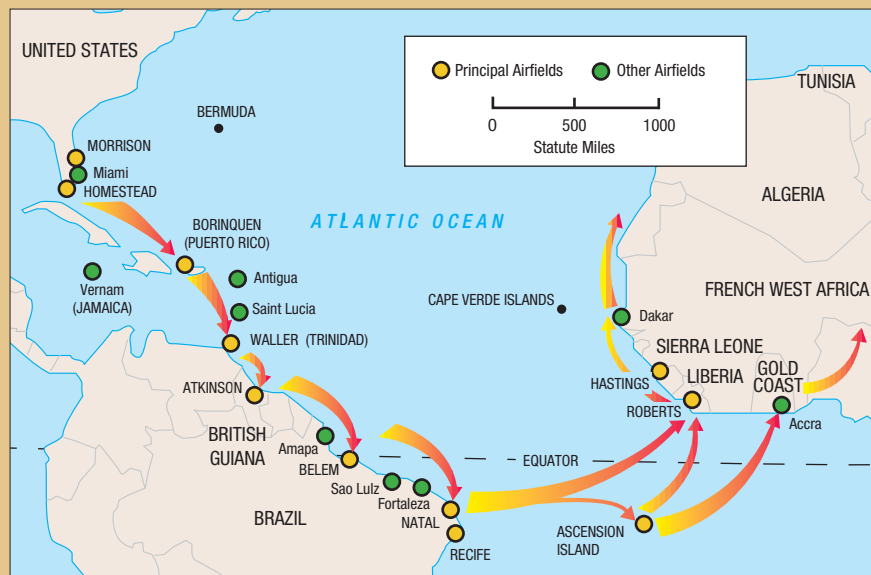 UNITED STATES
Principal Airfields
Other Airfields
0 500 1000
Statute Miles
TUNISIA
BERMUDA
MORRISON
Miami
HOMESTEAD
ALGERIA
BORINQUEN
(PUERTO RICO)
ATLANTIC OCEAN
Antigua
Vernam
(JAMAICA)
Saint Lucia
CAPE VERDE ISLANDS
FRENCH WEST AFRICA
Dakar
WALLER (TRINIDAD)
SIERRA LEONE
HASTINGS
LIBERIA
GOLD
COAST
ATKINSON
ROBERTS
Accra
BRITISH
GUIANA
Amapa
BELEM
EQUATOR
Sao Lulz
Fortaleza
NATAL
BRAZIL
RECIFE
ASCENSION
ISLAND